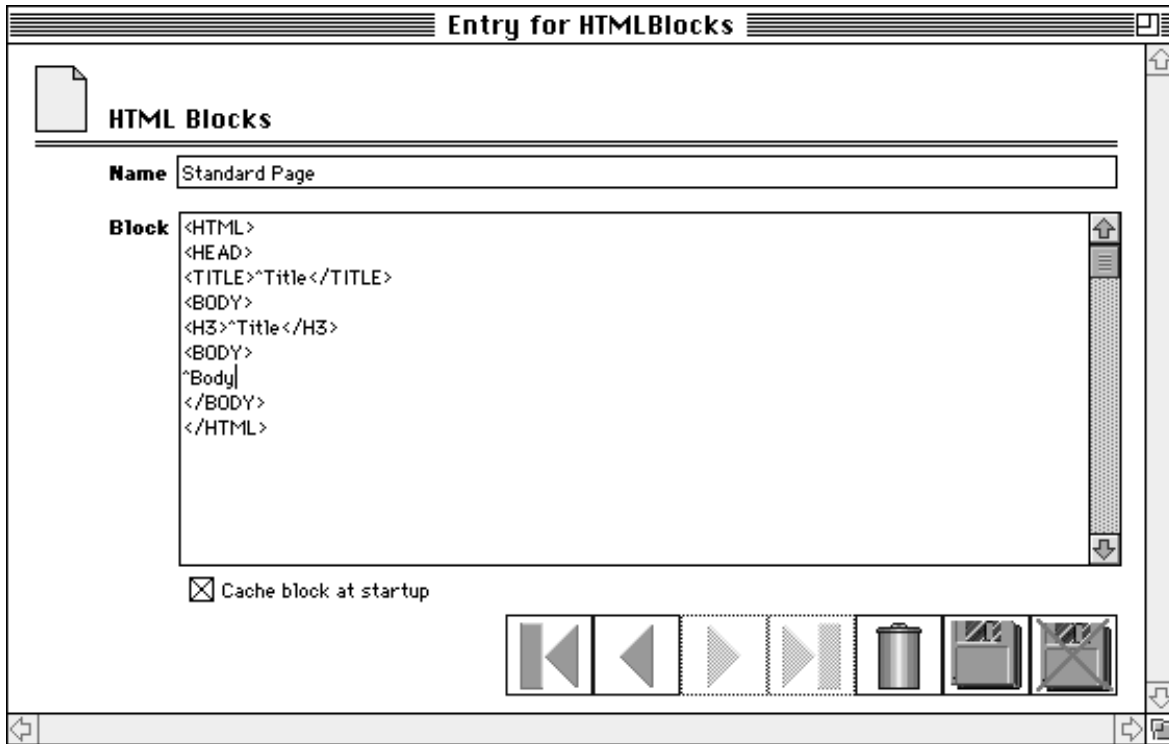 Entry for HTMLBlocks
HTML Blocks
Name Standard Page
Block <HTML>
<HEAD>
<TITLE>^Title</TITLE>
<BODY>
<H3>^Title</H3>
<BODY>
^Body
</BODY>
</HTML>
Cache block at startup